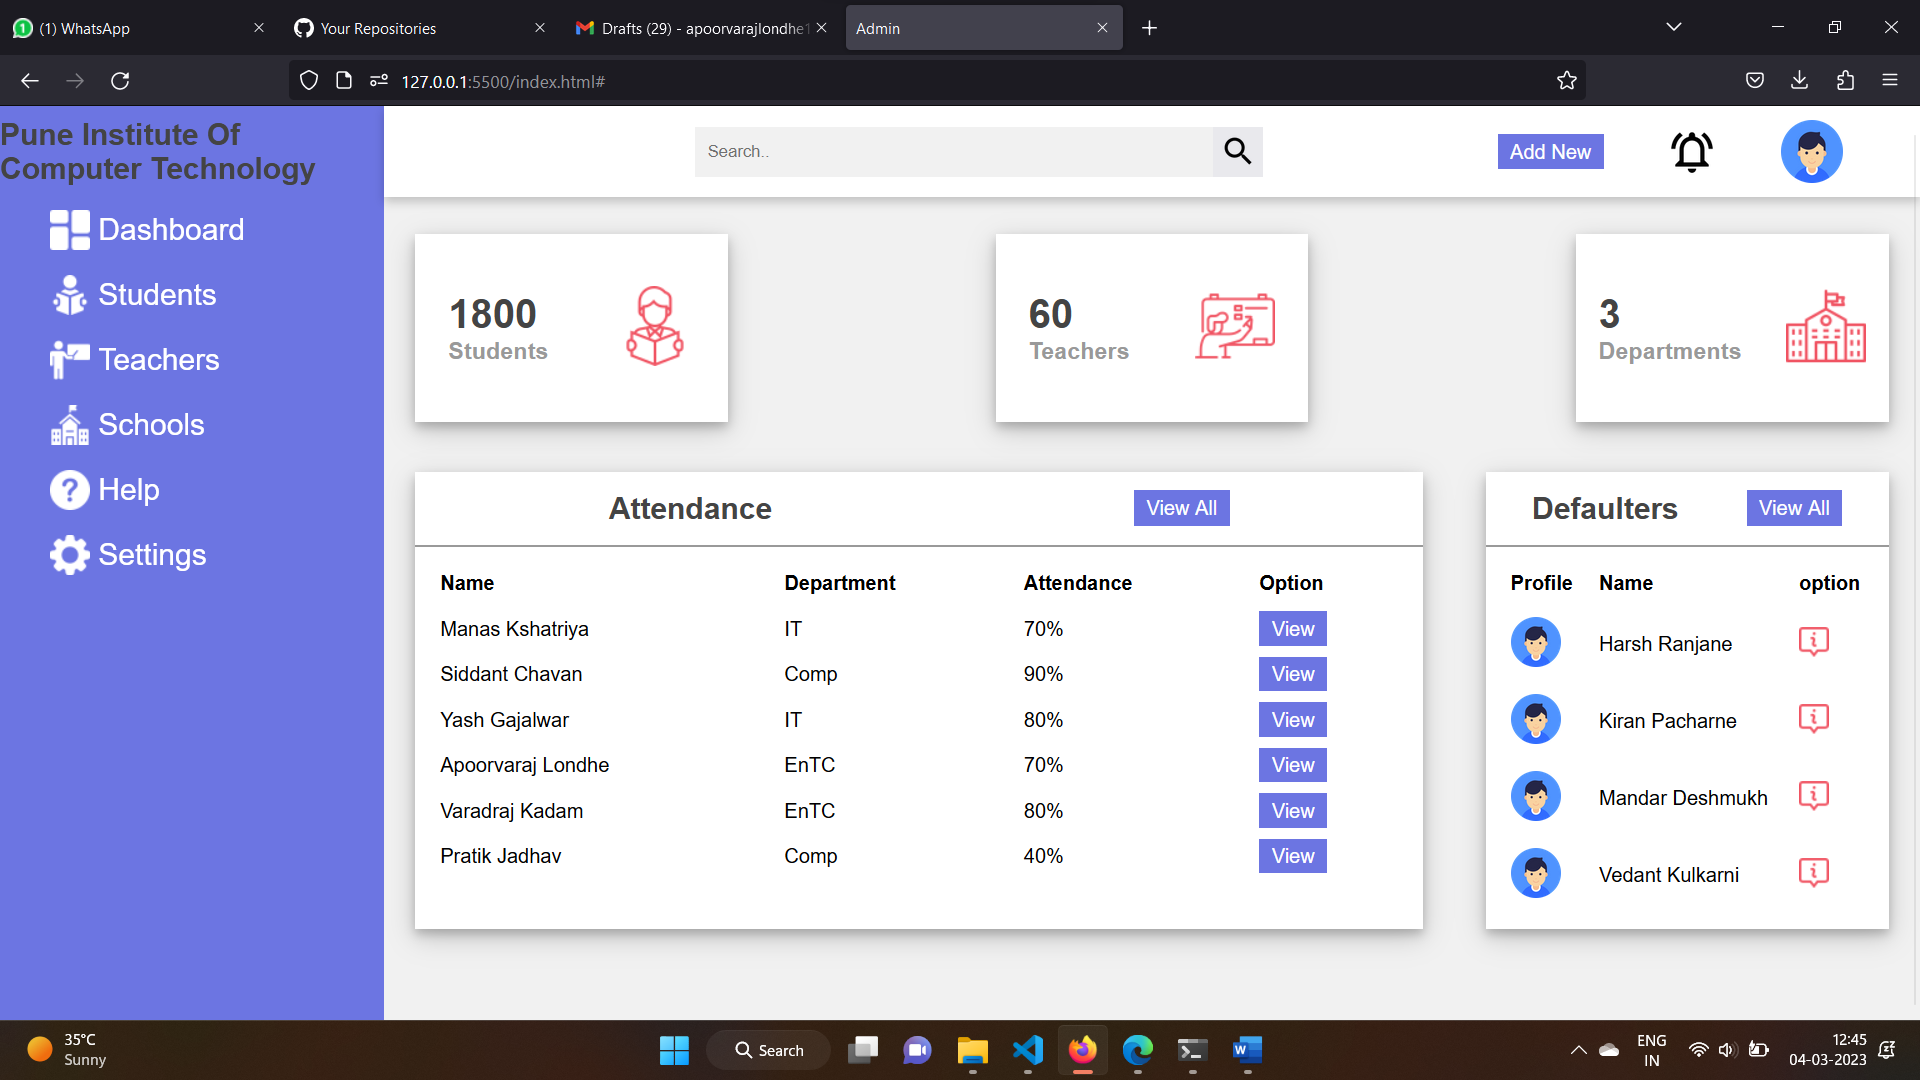 (1) WhatsApp
Your Repositories
Drafts (29) - apoorvarajlondhe1
Admin
127.0.0.1:5500/index.html#
Pune Institute Of
Computer Technology
Dashboard
Students
Teachers
Schools
Help
Settings
Search..
Add New
1800
Students
60
Teachers
3
Departments
Attendance View All
Name Department Attendance Option
Manas Kshatriya IT 70% View
Siddant Chavan Comp 90% View
Yash Gajalwar IT 80% View
Apoorvaraj Londhe EnTC 70% View
Varadraj Kadam EnTC 80% View
Pratik Jadhav Comp 40% View
Defaulters View All
Profile Name option
Harsh Ranjane
Kiran Pacharne
Mandar Deshmukh
Vedant Kulkarni
35°C
Sunny
Search
ENG
IN
12:45
04-03-2023